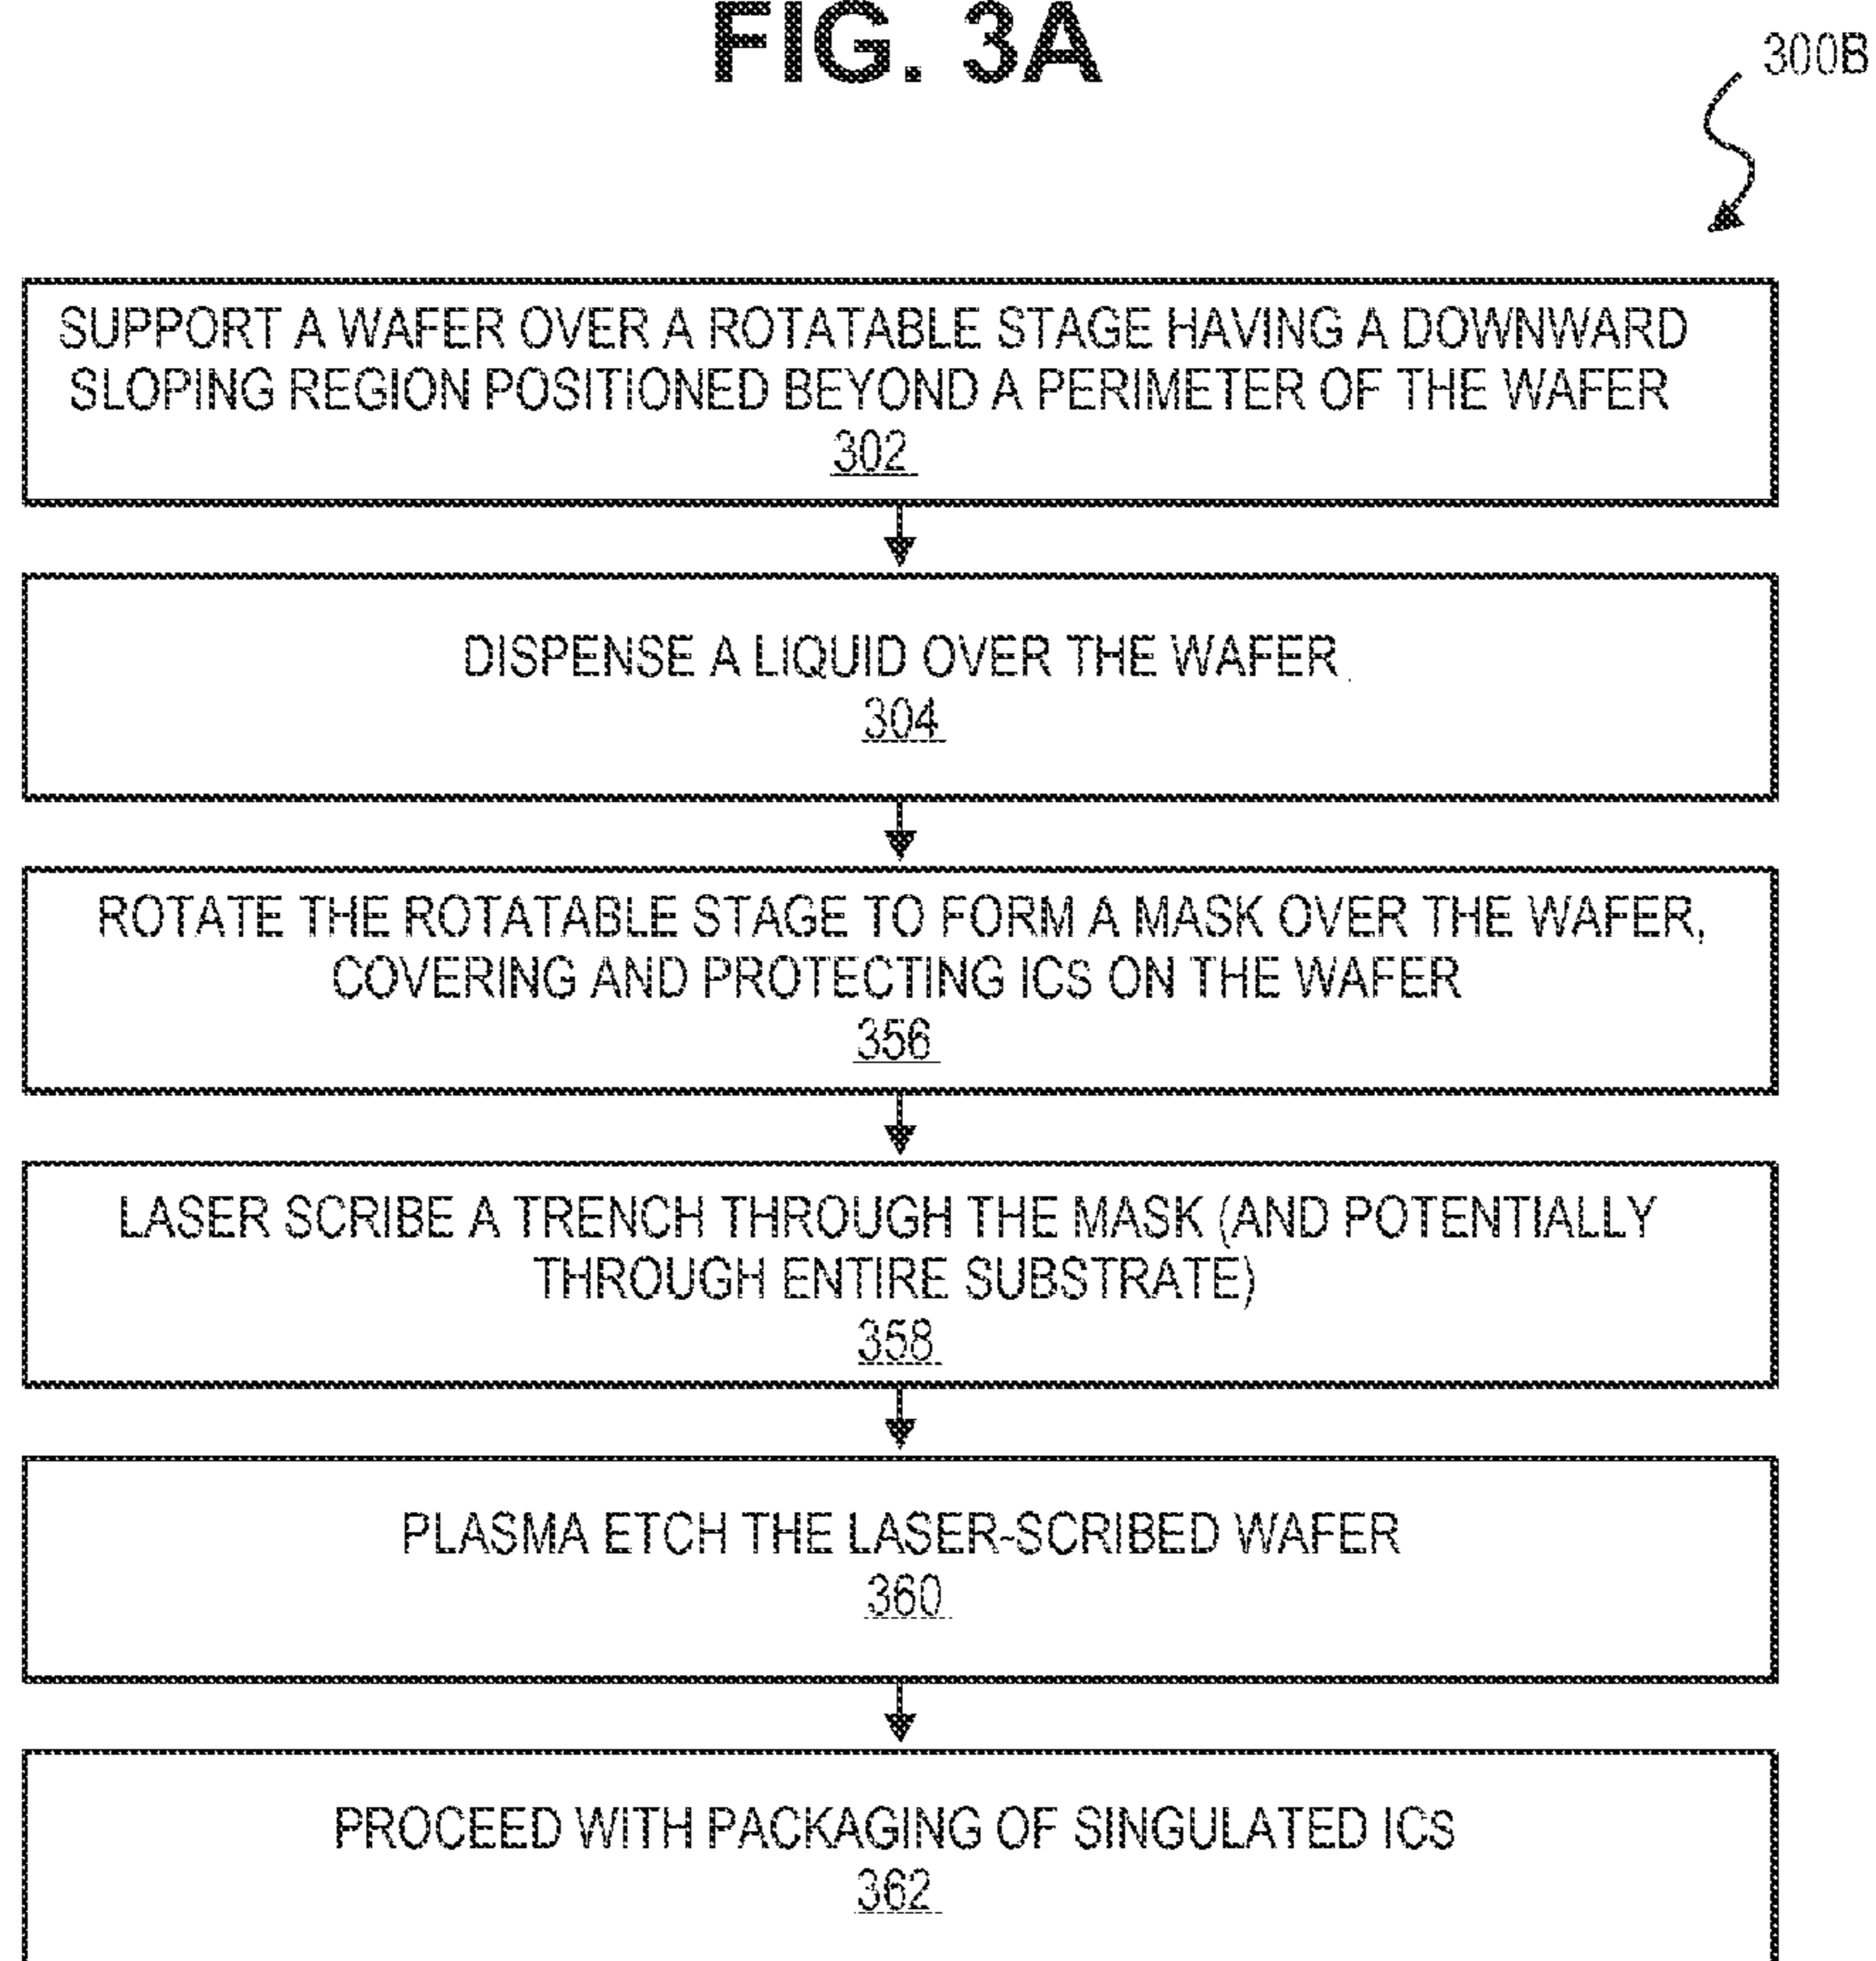 FIG. 3A
300B
SUPPORT A WAFER OVER A ROTATABLE STAGE HAVING A DOWNWARD
SLOPING REGION POSITIONED BEYOND A PERIMETER OF THE WAFER
302
DISPENSE A LIQUID OVER THE WAFER
304
ROTATE THE ROTATABLE STAGE TO FORM A MASK OVER THE WAFER,
COVERING AND PROTECTING ICS ON THE WAFER
356
LASER SCRIBE A TRENCH THROUGH THE MASK (AND POTENTIALLY
THROUGH ENTIRE SUBSTRATE)
358
PLASMA ETCH THE LASER-SCRIBED WAFER
360
PROCEED WITH PACKAGING OF SINGULATED ICS
362